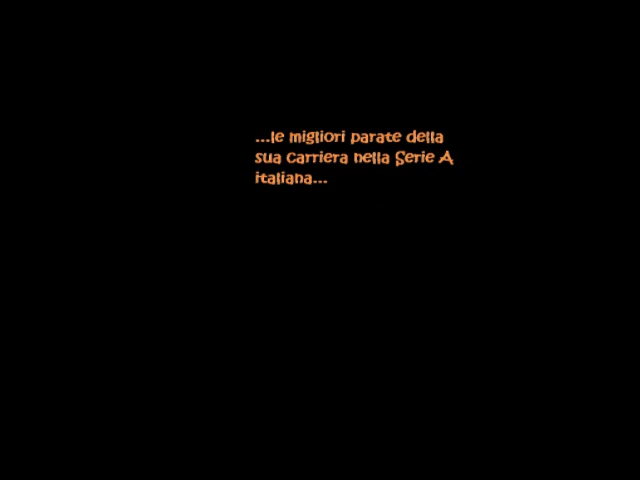 ...le migliori parate della
sua carriera nella Serie A
italiana...